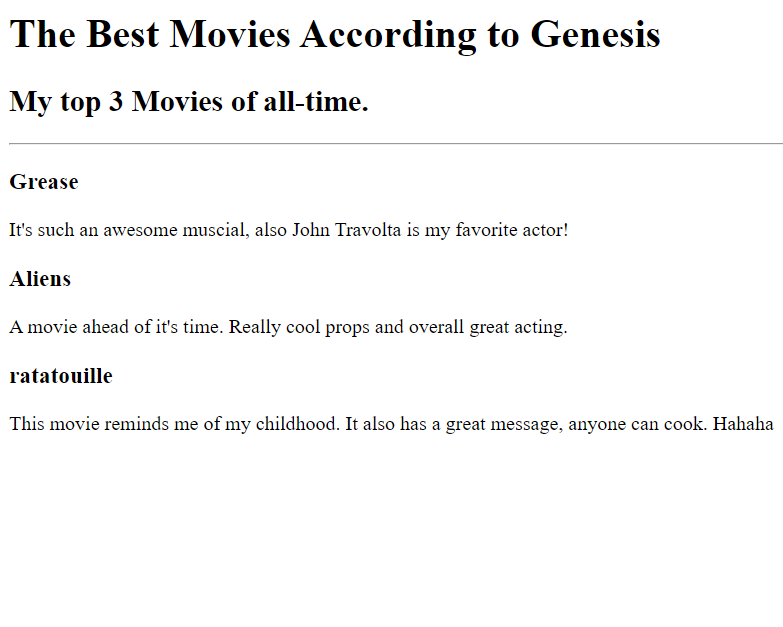 The Best Movies According to Genesis
My top 3 Movies of all-time.
Grease
It's such an awesome muscial, also John Travolta is my favorite actor!
Aliens
A movie ahead of it's time. Really cool props and overall great acting.
ratatouille
This movie reminds me of my childhood. It also has a great message, anyone can cook. Hahaha